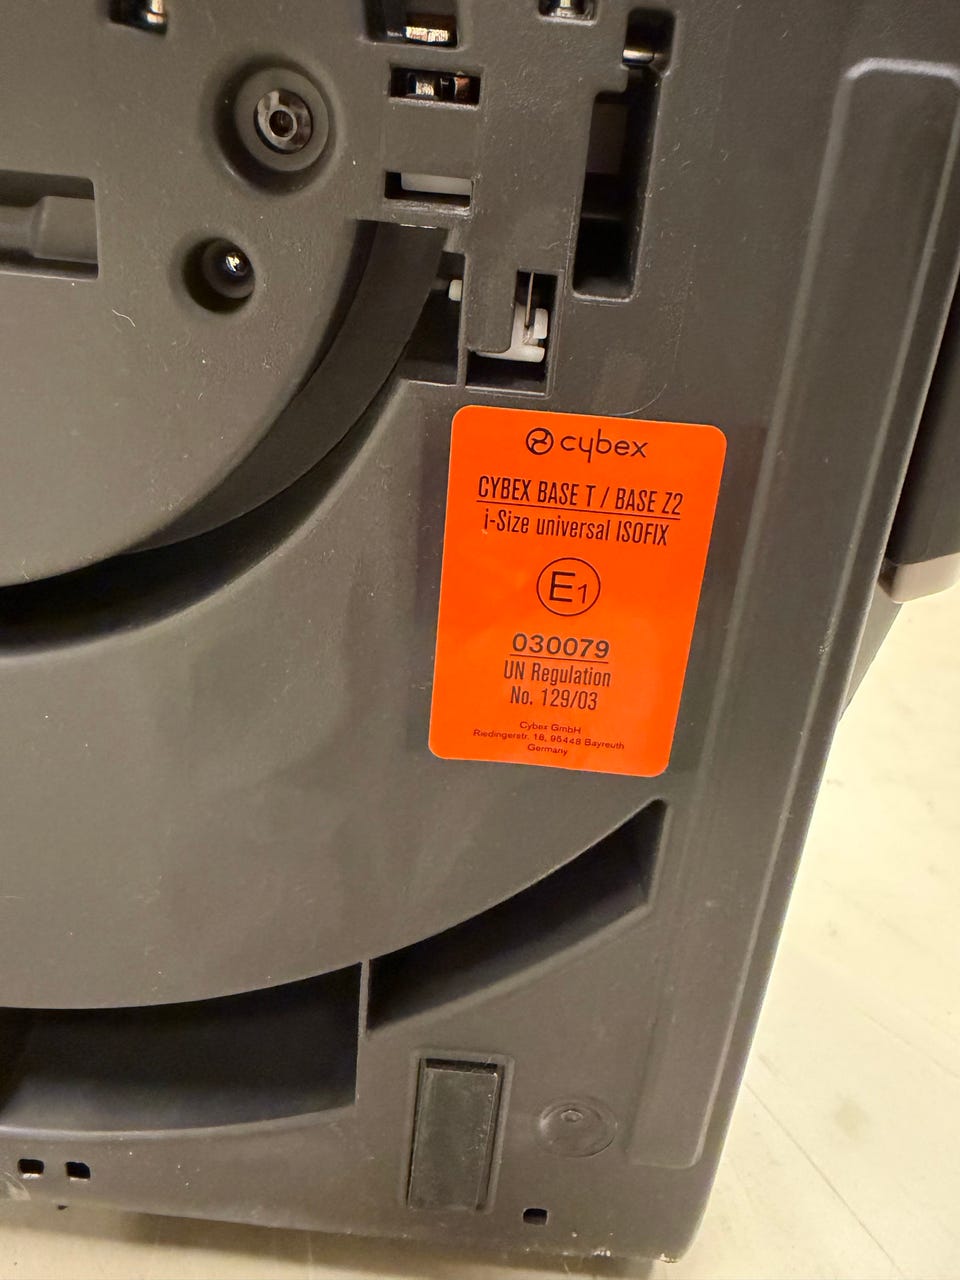 cybex
CYBEX BASE T / BASE Z2
i-Size universal ISOFIX
E1
030079
UN Regulation
No. 129/03
Cybex GmbH
Riedingerstr. 18, 95448 Bayreuth
Germany